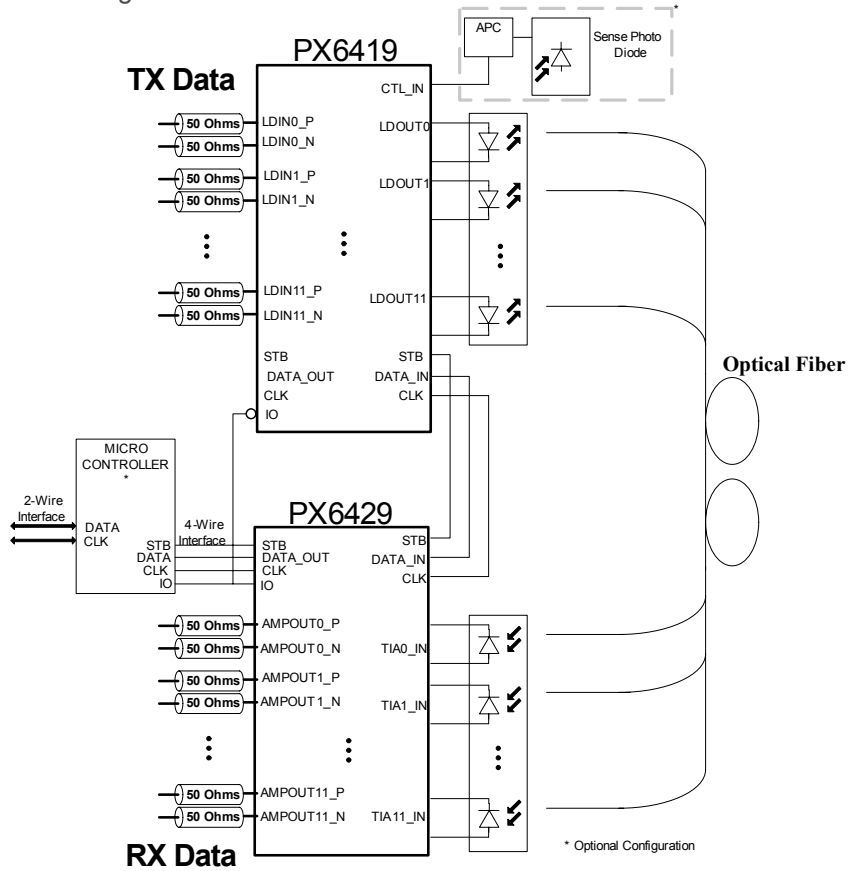 *
APC
Sense Photo
Diode
PX6419
TX Data
CTL_IN
50 Ohms
LDIN0_P
LDOUT0
50 Ohms
LDIN0_N
50 Ohms
LDIN1_P
LDOUT1
50 Ohms
LDIN1_N
50 Ohms
LDIN11_P
LDOUT11
50 Ohms
LDIN11_N
STB
STB
DATA_OUT
DATA_IN
CLK
CLK
IO
Optical Fiber
MICRO
CONTROLLER
*
2-Wire
Interface
DATA
CLK
STB
DATA
CLK
IO
4-Wire
Interface
PX6429
STB
STB
DATA_OUT
DATA_IN
CLK
CLK
IO
50 Ohms
AMPOUT0_P
50 Ohms
AMPOUT0_N
TIA0_IN
50 Ohms
AMPOUT1_P
50 Ohms
AMPOUT1_N
TIA1_IN
50 Ohms
AMPOUT11_P
50 Ohms
AMPOUT11_N
TIA11_IN
RX Data
* Optional Configuration